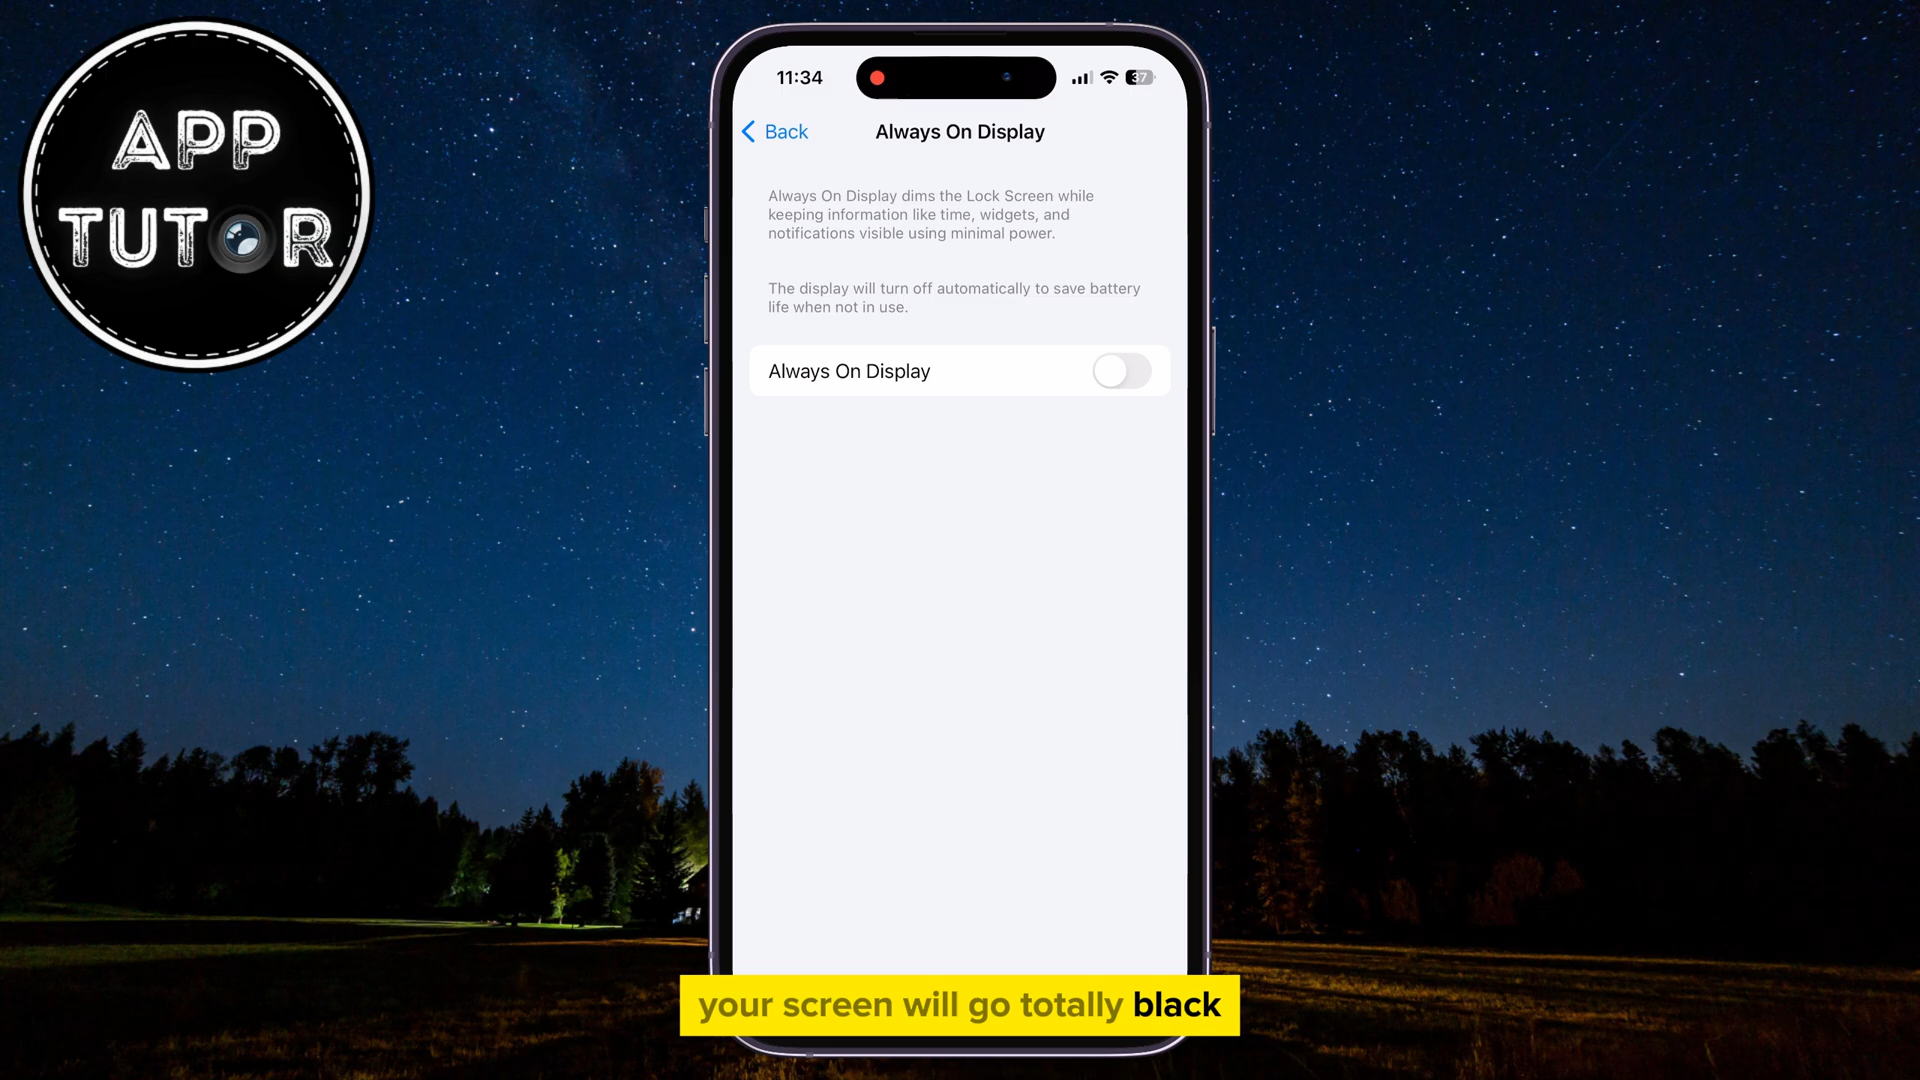 APP
TUTOR
11:34
37
Back
Always On Display
Always On Display dims the Lock Screen while
keeping information like time, widgets, and
notifications visible using minimal power.
The display will turn off automatically to save battery
life when not in use.
Always On Display
your screen will go totally black